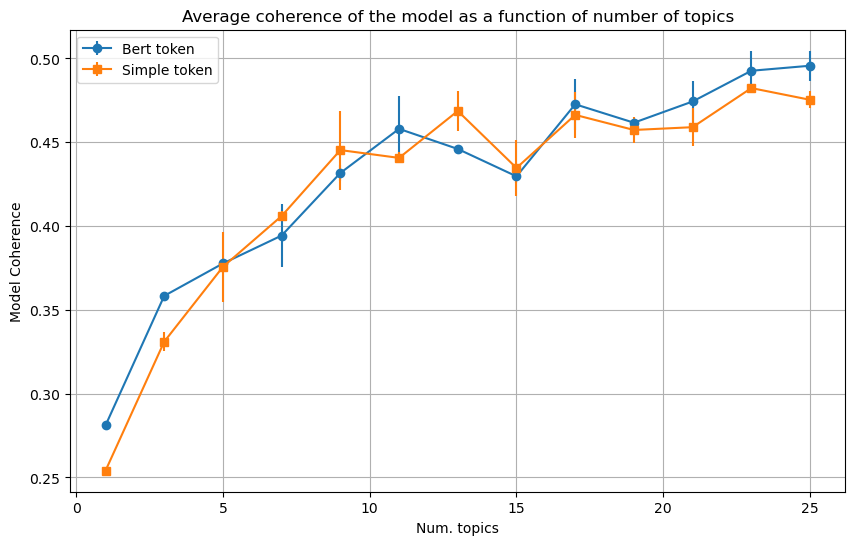 Average coherence of the model as a function of number of topics
Bert token
Simple token
Model Coherence
0.50
0.45
0.40
0.35
0.30
0.25
0
5
10
15
20
25
Num. topics